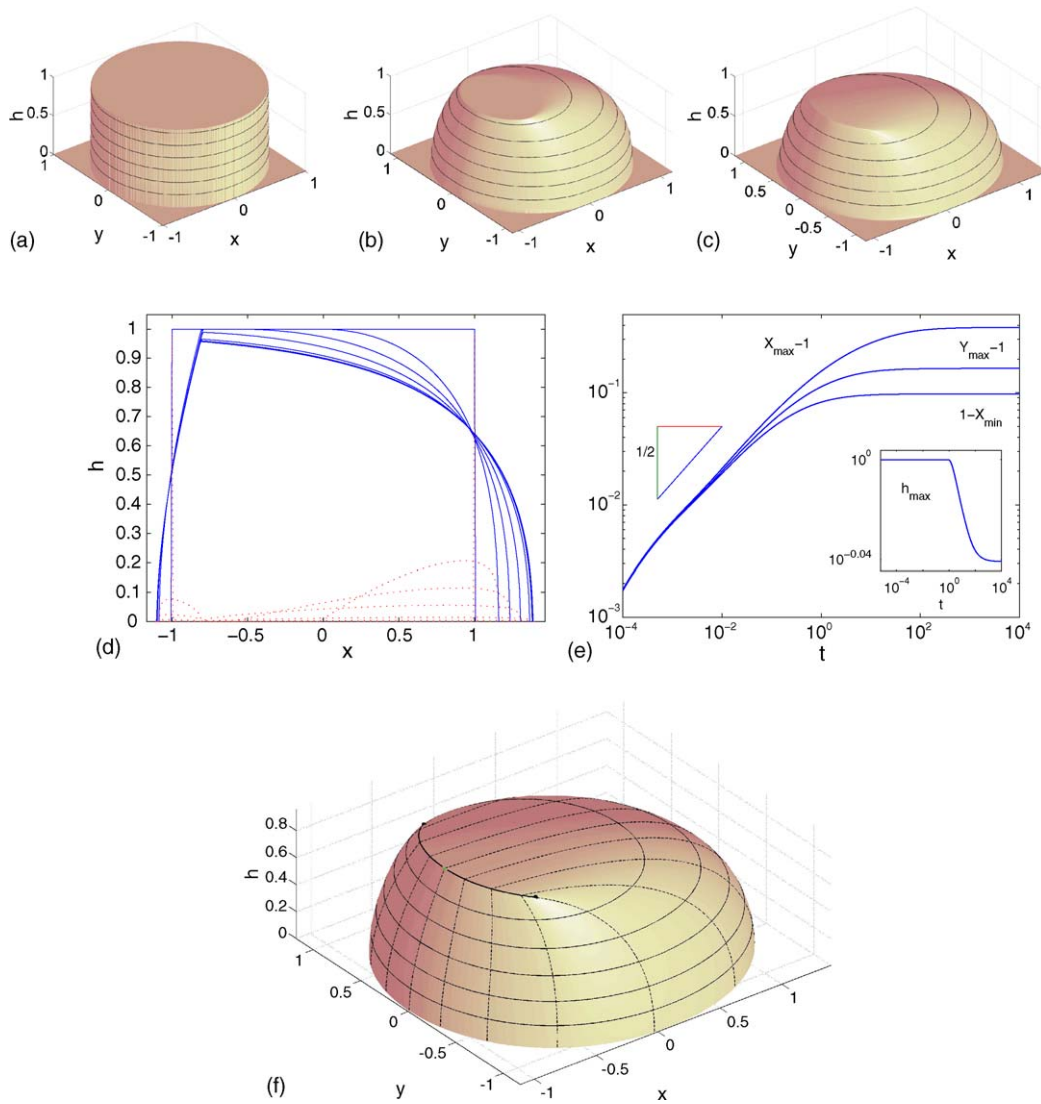 1
0.5
0
h
1
0
-1
y
-1
0
1
x
(a)
1
0.5
0
h
1
0
-1
y
-1
0
1
x
(b)
1
0.5
0
h
1
0.5
0
-0.5
-1
y
-1
0
1
x
(c)
1
0.9
0.8
0.7
0.6
0.5
0.4
0.3
0.2
0.1
0
h
−1
−0.5
0
0.5
1
x
(d)
X_max−1
Y_max−1
1−X_min
1/2
10^−1
10^−2
10^−3
10^0
h_max
10^−0.04
10^−4
10^0
10^4
t
10^−4
10^−2
10^0
10^2
10^4
t
(e)
0.8
0.6
0.4
0.2
0
h
1
0.5
0
-0.5
-1
y
-1
-0.5
0
0.5
1
x
(f)